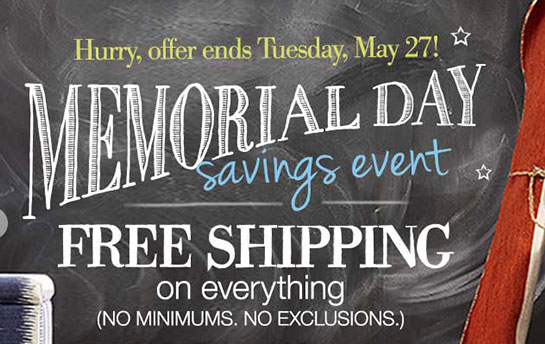 Hurry, offer ends Tuesday, May 27!
MEMORIAL DAY
savings event
FREE SHIPPING
on everything
(NO MINIMUMS. NO EXCLUSIONS.)